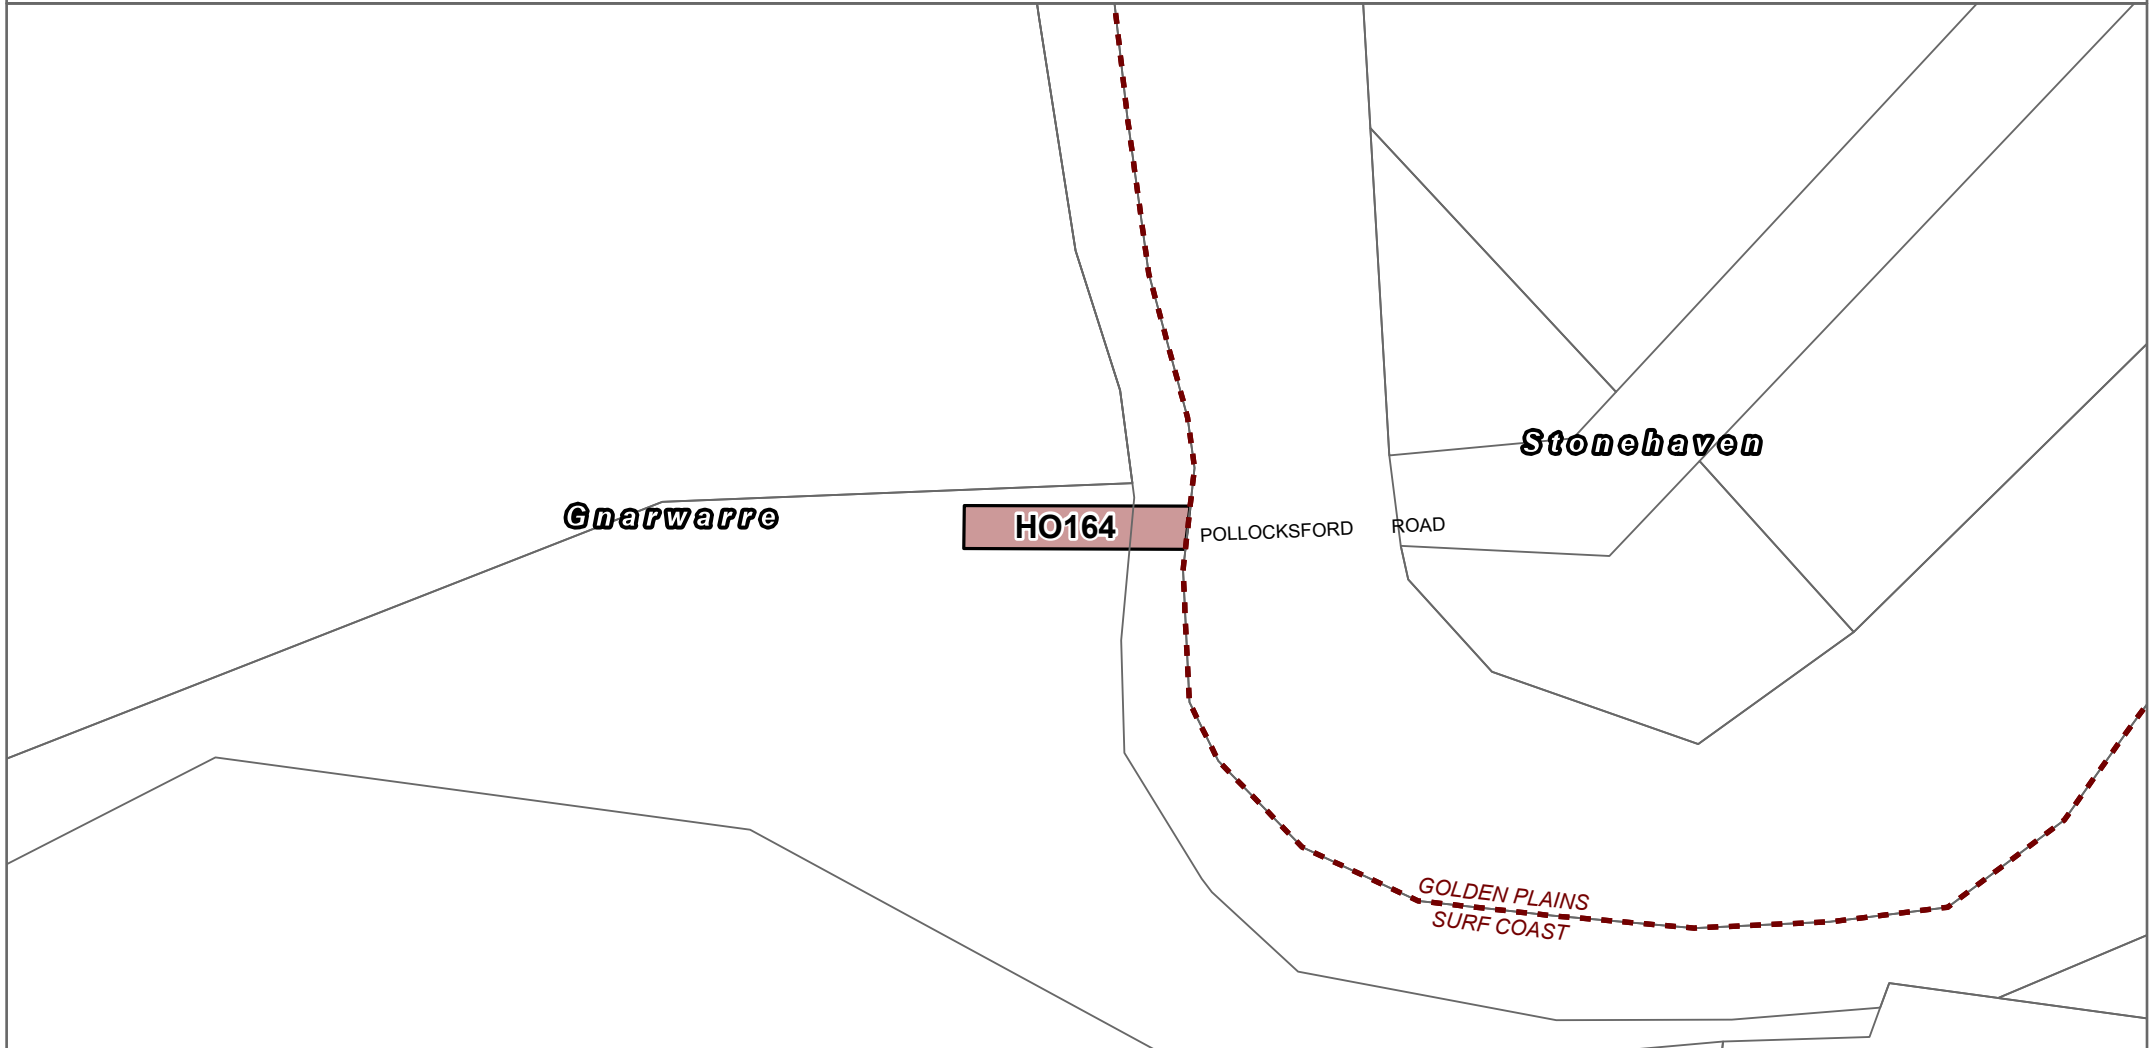 Stonehaven
Gnarwarre
HO164
POLLOCKSFORD ROAD
GOLDEN PLAINS
SURF COAST